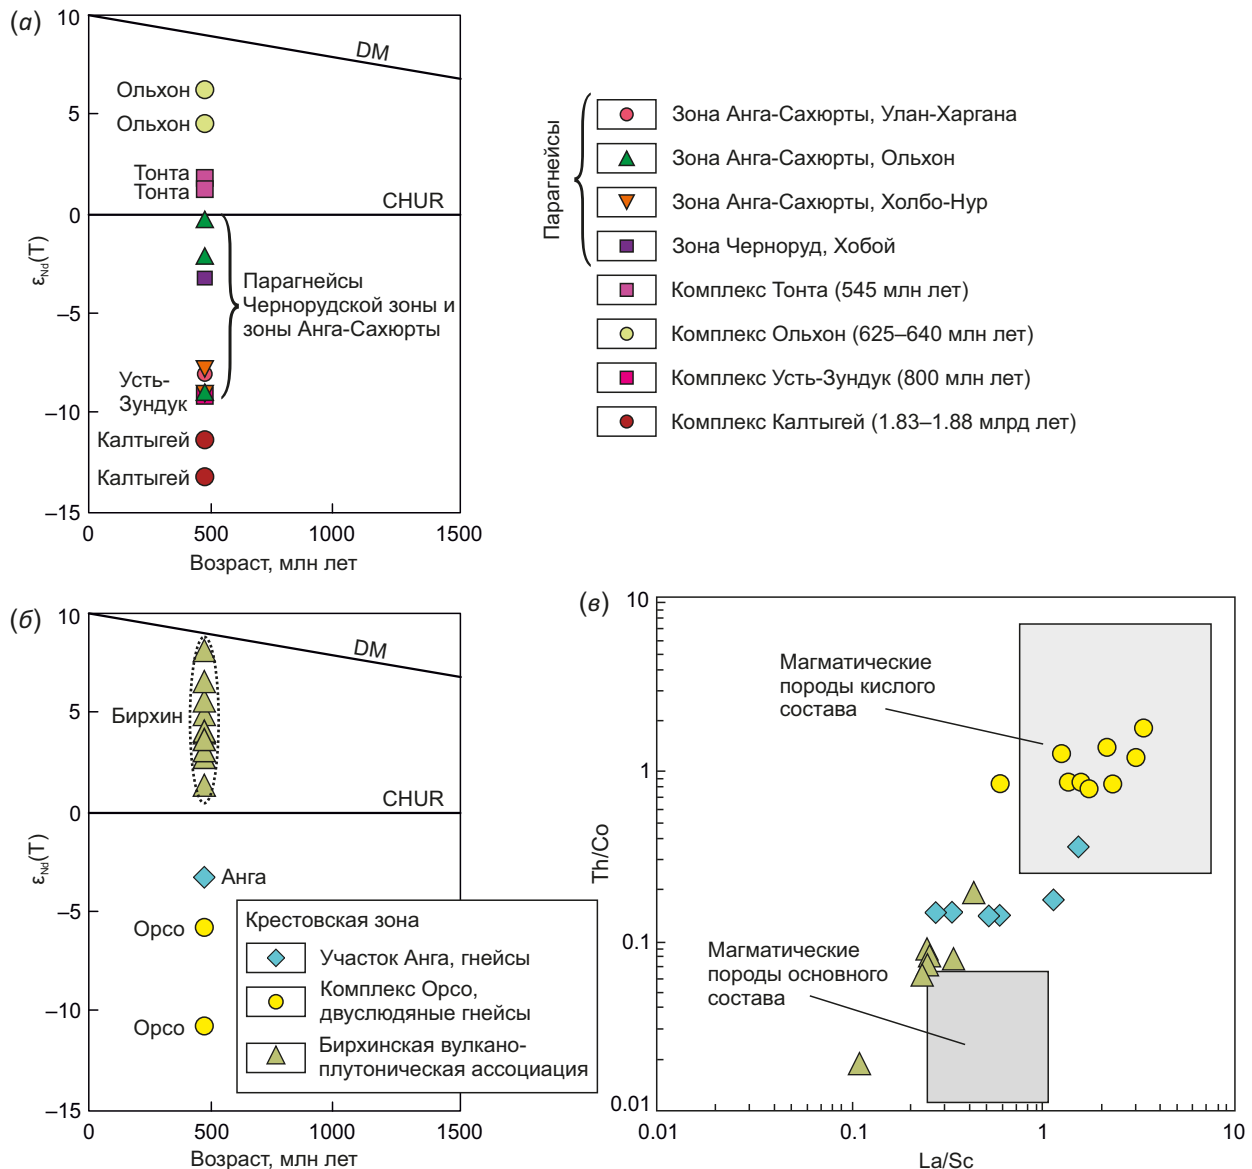 (а)
10
5
0
–5
–10
–15
0
500
1000
1500
εNd(T)
Возраст, млн лет
DM
CHUR
Ольхон
Ольхон
Тонта
Тонта
Парагнейсы
Чернорудской зоны и
зоны Анга-Сахюрты
Усть-
Зундук
Калтыгей
Калтыгей
Парагнейсы
Зона Анга-Сахюрты, Улан-Харгана
Зона Анга-Сахюрты, Ольхон
Зона Анга-Сахюрты, Холбо-Нур
Зона Черноруд, Хобой
Комплекс Тонта (545 млн лет)
Комплекс Ольхон (625–640 млн лет)
Комплекс Усть-Зундук (800 млн лет)
Комплекс Калтыгей (1.83–1.88 млрд лет)
(б)
10
5
0
–5
–10
–15
0
500
1000
1500
εNd(T)
Возраст, млн лет
DM
CHUR
Бирхин
Анга
Орсо
Орсо
Крестовская зона
Участок Анга, гнейсы
Комплекс Орсо,
двуслюдяные гнейсы
Бирхинская вулкано-
плутоническая ассоциация
(в)
10
1
0.1
0.01
0.01
0.1
1
10
Th/Co
La/Sc
Магматические
породы кислого
состава
Магматические
породы основного
состава